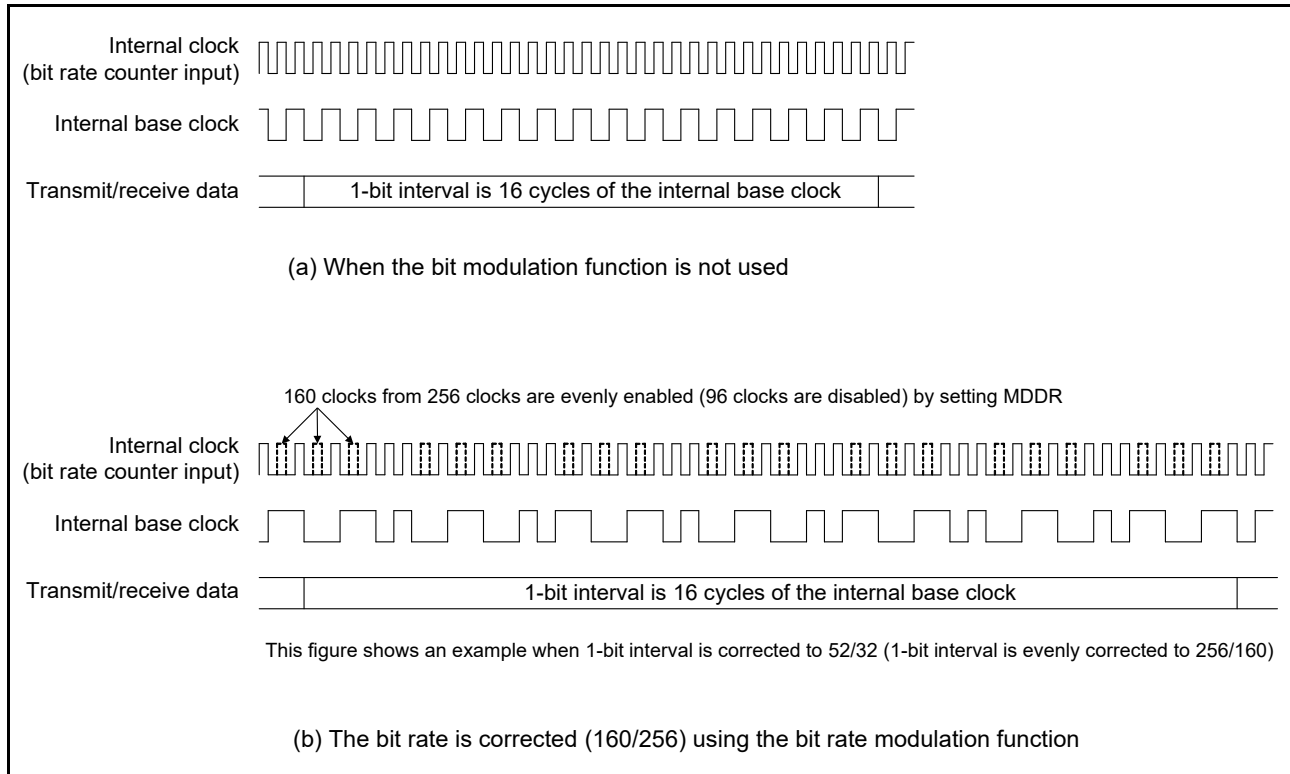 Internal clock
(bit rate counter input)
Internal base clock
Transmit/receive data
1-bit interval is 16 cycles of the internal base clock
(a) When the bit modulation function is not used
160 clocks from 256 clocks are evenly enabled (96 clocks are disabled) by setting MDDR
Internal clock
(bit rate counter input)
Internal base clock
Transmit/receive data
1-bit interval is 16 cycles of the internal base clock
This figure shows an example when 1-bit interval is corrected to 52/32 (1-bit interval is evenly corrected to 256/160)
(b) The bit rate is corrected (160/256) using the bit rate modulation function